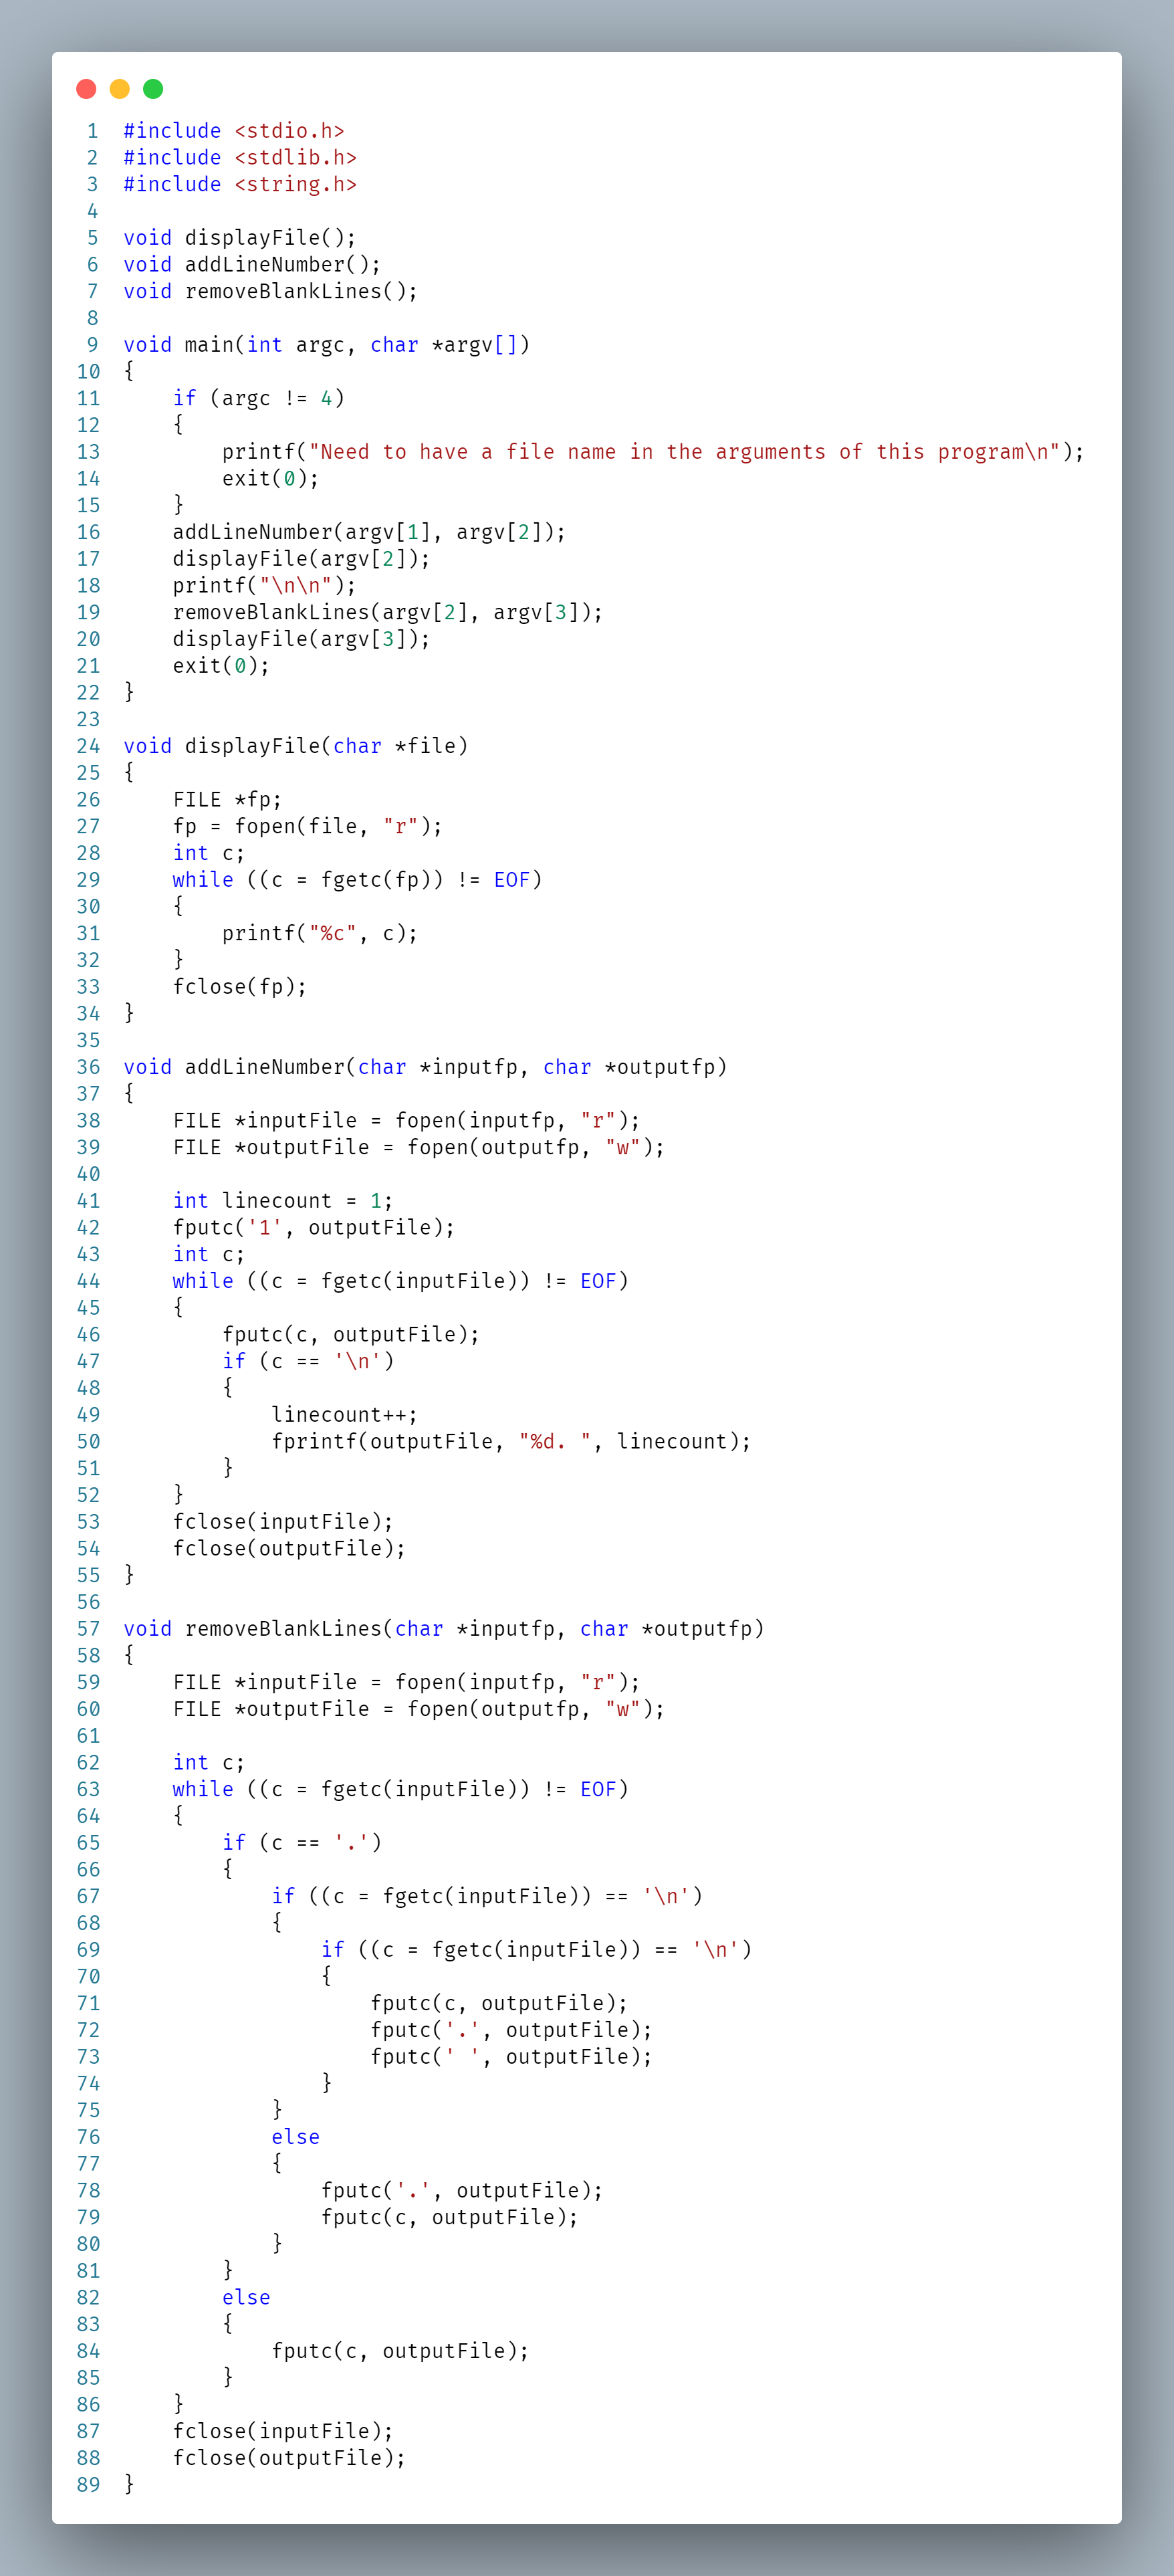 1 #include <stdio.h>
2 #include <stdlib.h>
3 #include <string.h>
4
5 void displayFile();
6 void addLineNumber();
7 void removeBlankLines();
8
9 void main(int argc, char *argv[])
10 {
11     if (argc != 4)
12     {
13         printf("Need to have a file name in the arguments of this program\n");
14         exit(0);
15     }
16     addLineNumber(argv[1], argv[2]);
17     displayFile(argv[2]);
18     printf("\n\n");
19     removeBlankLines(argv[2], argv[3]);
20     displayFile(argv[3]);
21     exit(0);
22 }
23
24 void displayFile(char *file)
25 {
26     FILE *fp;
27     fp = fopen(file, "r");
28     int c;
29     while ((c = fgetc(fp)) != EOF)
30     {
31         printf("%c", c);
32     }
33     fclose(fp);
34 }
35
36 void addLineNumber(char *inputfp, char *outputfp)
37 {
38     FILE *inputFile = fopen(inputfp, "r");
39     FILE *outputFile = fopen(outputfp, "w");
40
41     int linecount = 1;
42     fputc('1', outputFile);
43     int c;
44     while ((c = fgetc(inputFile)) != EOF)
45     {
46         fputc(c, outputFile);
47         if (c == '\n')
48         {
49             linecount++;
50             fprintf(outputFile, "%d. ", linecount);
51         }
52     }
53     fclose(inputFile);
54     fclose(outputFile);
55 }
56
57 void removeBlankLines(char *inputfp, char *outputfp)
58 {
59     FILE *inputFile = fopen(inputfp, "r");
60     FILE *outputFile = fopen(outputfp, "w");
61
62     int c;
63     while ((c = fgetc(inputFile)) != EOF)
64     {
65         if (c == '.')
66         {
67             if ((c = fgetc(inputFile)) == '\n')
68             {
69                 if ((c = fgetc(inputFile)) == '\n')
70                 {
71                     fputc(c, outputFile);
72                     fputc('.', outputFile);
73                     fputc(' ', outputFile);
74                 }
75             }
76             else
77             {
78                 fputc('.', outputFile);
79                 fputc(c, outputFile);
80             }
81         }
82         else
83         {
84             fputc(c, outputFile);
85         }
86     }
87     fclose(inputFile);
88     fclose(outputFile);
89 }